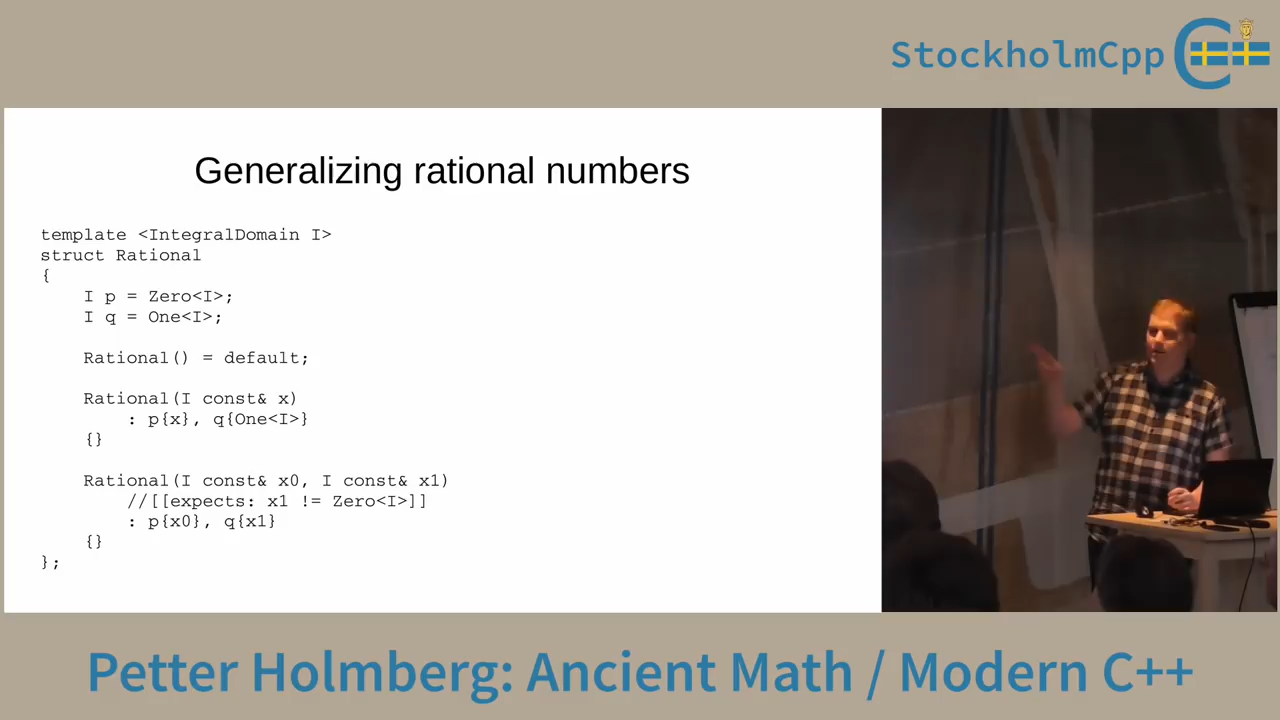 StockholmCpp
Generalizing rational numbers
template <IntegralDomain I>
struct Rational
{
    I p = Zero<I>;
    I q = One<I>;
    Rational() = default;
    Rational(I const& x)
        : p{x}, q{One<I>}
    {}
    Rational(I const& x0, I const& x1)
        //[[expects: x1 != Zero<I>]]
        : p{x0}, q{x1}
    {}
};
Petter Holmberg: Ancient Math / Modern C++